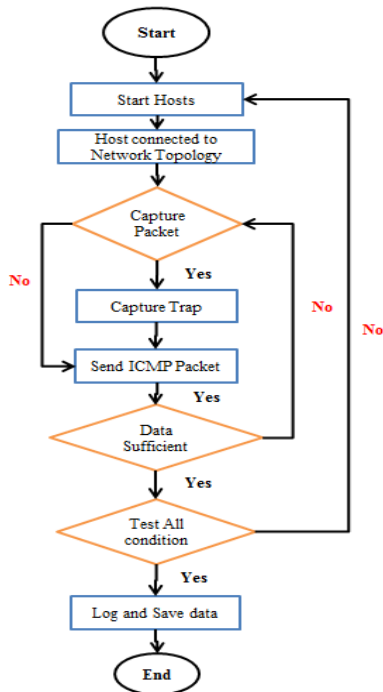 Start
Start Hosts
Host connected to
Network Topology
Capture
Packet
No
Yes
No
No
Capture Trap
Send ICMP Packet
Yes
Data
Sufficient
Yes
Test All
condition
Yes
Log and Save data
End